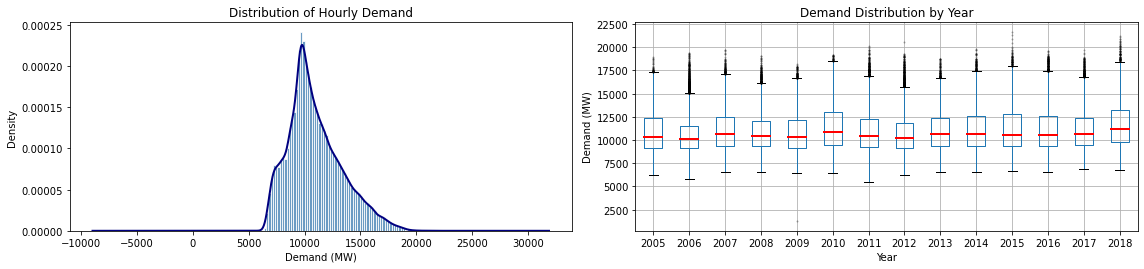 Distribution of Hourly Demand
Density
0.00025
0.00020
0.00015
0.00010
0.00005
0.00000
-10000 -5000 0 5000 10000 15000 20000 25000 30000
Demand (MW)
Demand Distribution by Year
Demand (MW)
22500
20000
17500
15000
12500
10000
7500
5000
2500
2005 2006 2007 2008 2009 2010 2011 2012 2013 2014 2015 2016 2017 2018
Year